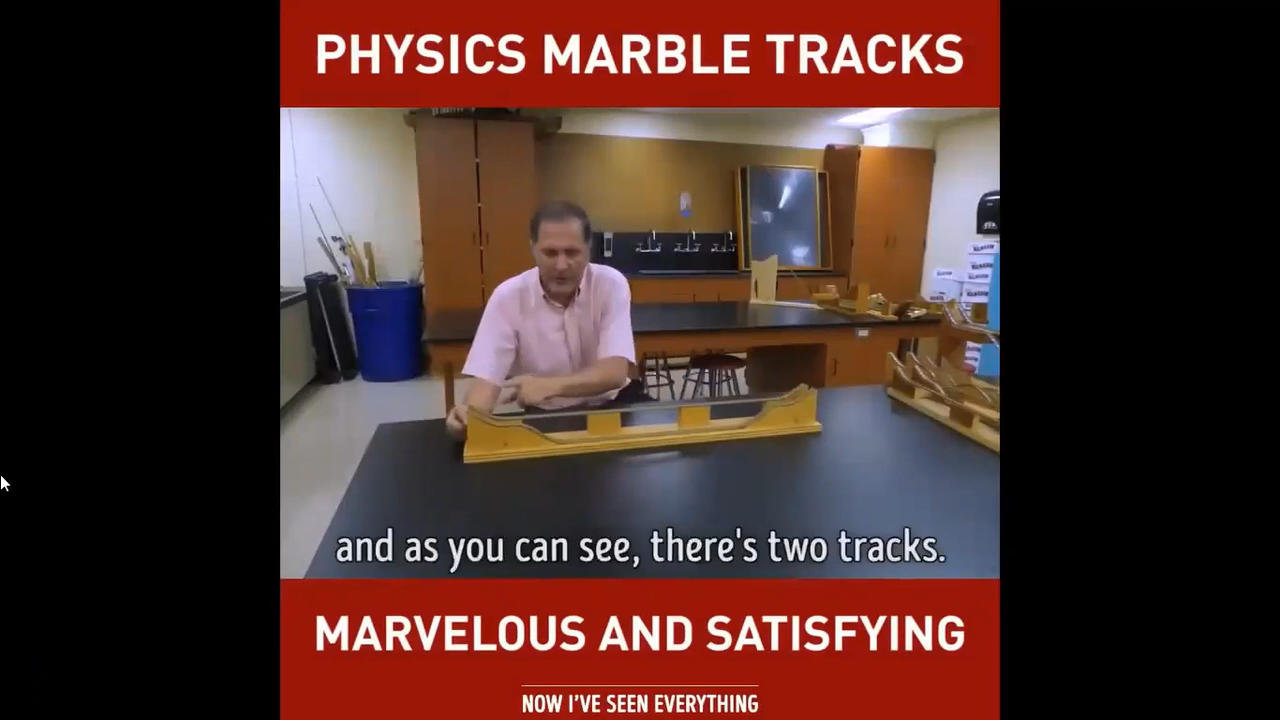 PHYSICS MARBLE TRACKS
and as you can see, there's two tracks.
MARVELOUS AND SATISFYING
NOW I'VE SEEN EVERYTHING